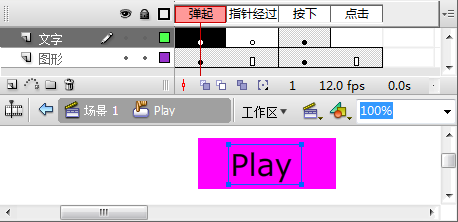 弹起 指针经过 按下 点击
文字
图形
1 12.0 fps 0.0s
场景 1 Play 工作区 100%
Play